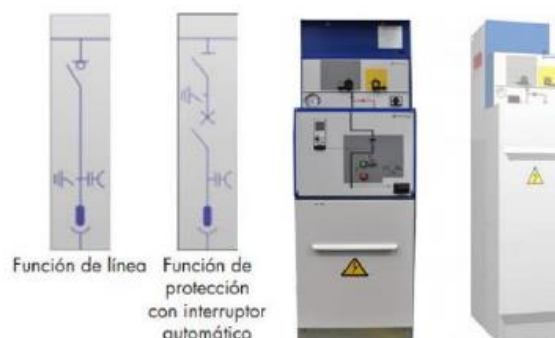 Función de línea
Función de
protección
con interruptor
automático